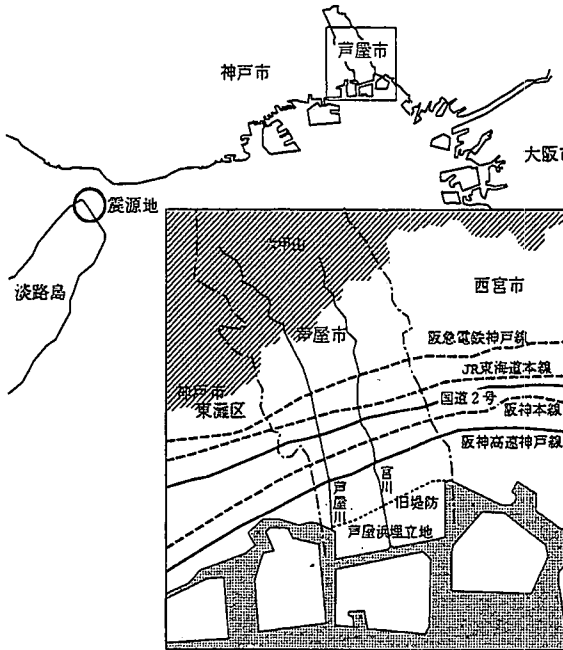 芦屋市
神戸市
大阪市
震源地
淡路島
六甲山
西宮市
芦屋市
阪急電鉄神戸線
JR東海道本線
神戸市
東灘区
国道2号
阪神本線
阪神高速神戸線
芦屋川
宮川
旧堤防
芦屋浜埋立地